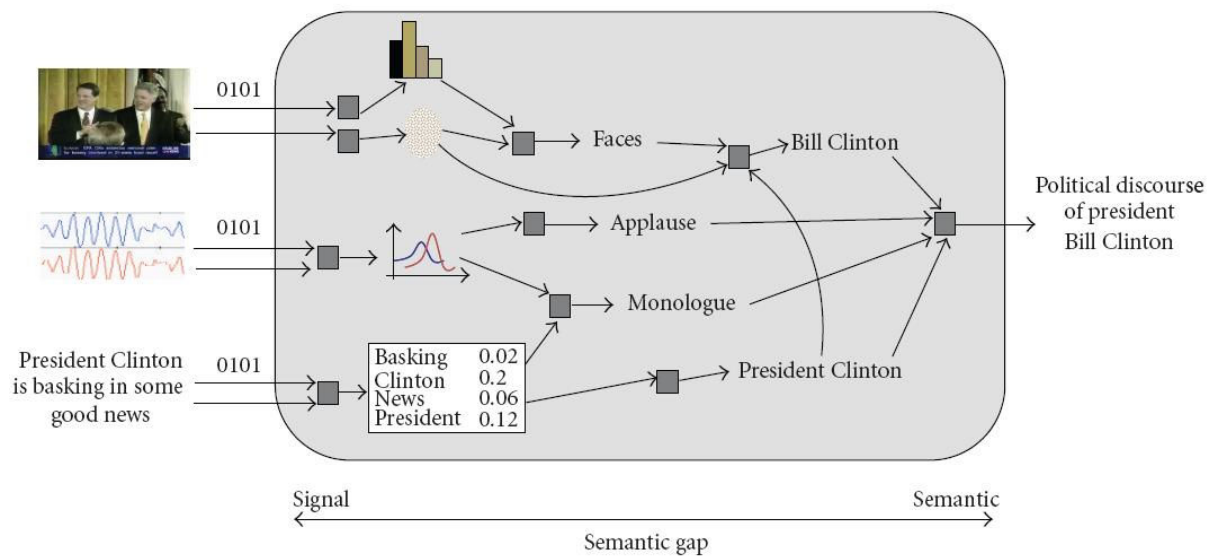 0101
Faces
Bill Clinton
Political discourse
of president
Bill Clinton
0101
Applause
Monologue
President Clinton
is basking in some
good news
0101
Basking 0.02
Clinton 0.2
News 0.06
President 0.12
President Clinton
Signal
Semantic
Semantic gap